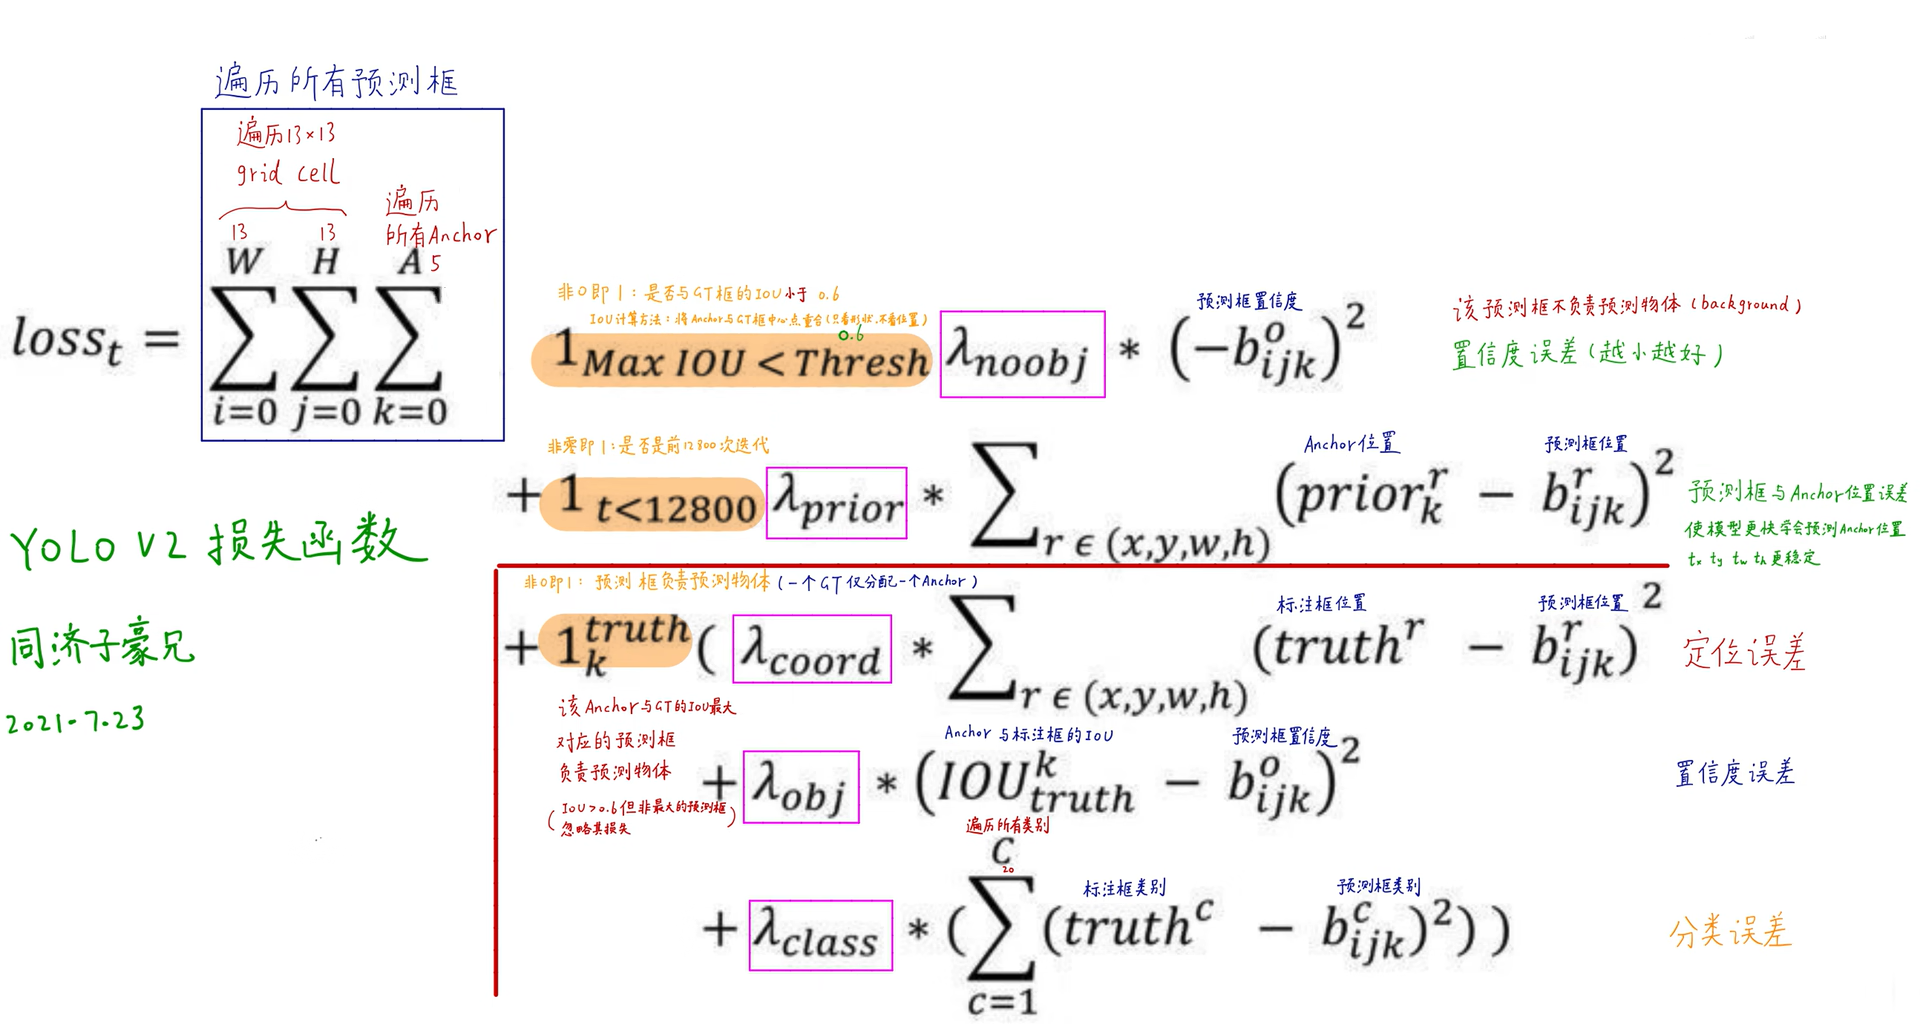 遍历所有预测框
遍历13×13
grid cell
遍历
所有Anchor
13 13
W H A 5
loss_t = ∑_{i=0} ∑_{j=0} ∑_{k=0}
非0即1：是否与GT框的IOU小于 0.6
IOU计算方法：将Anchor与GT框中心点重合(只看形状,不看位置)
0.6
预测框置信度
1_{Max IOU < Thresh} λ_{noobj} * (−b_{ijk}^{o})^2
该预测框不负责预测物体(background)
置信度误差(越小越好)
非零即1:是否是前12800次迭代
Anchor位置 预测框位置
+ 1_{t<12800} λ_{prior} * ∑_{r ϵ (x,y,w,h)} (prior_k^r − b_{ijk}^r)^2
预测框与Anchor位置误差
使模型更快学会预测Anchor位置
tx ty tw th更稳定
YOLO V2 损失函数
同济子豪兄
2021.7.23
非0即1：预测框负责预测物体(一个GT仅分配一个Anchor)
标注框位置 预测框位置
+ 1_k^{truth} ( λ_{coord} * ∑_{r ϵ (x,y,w,h)} (truth^r − b_{ijk}^r)^2
定位误差
该Anchor与GT的IOU最大
对应的预测框
负责预测物体
(IOU>0.6但非最大的预测框
忽略其损失)
Anchor与标注框的IOU 预测框置信度
+ λ_{obj} * (IOU_{truth}^k − b_{ijk}^o)^2
置信度误差
遍历所有类别
20
标注框类别 预测框类别
+ λ_{class} * (∑_{c=1}^{C} (truth^c − b_{ijk}^c)^2))
分类误差